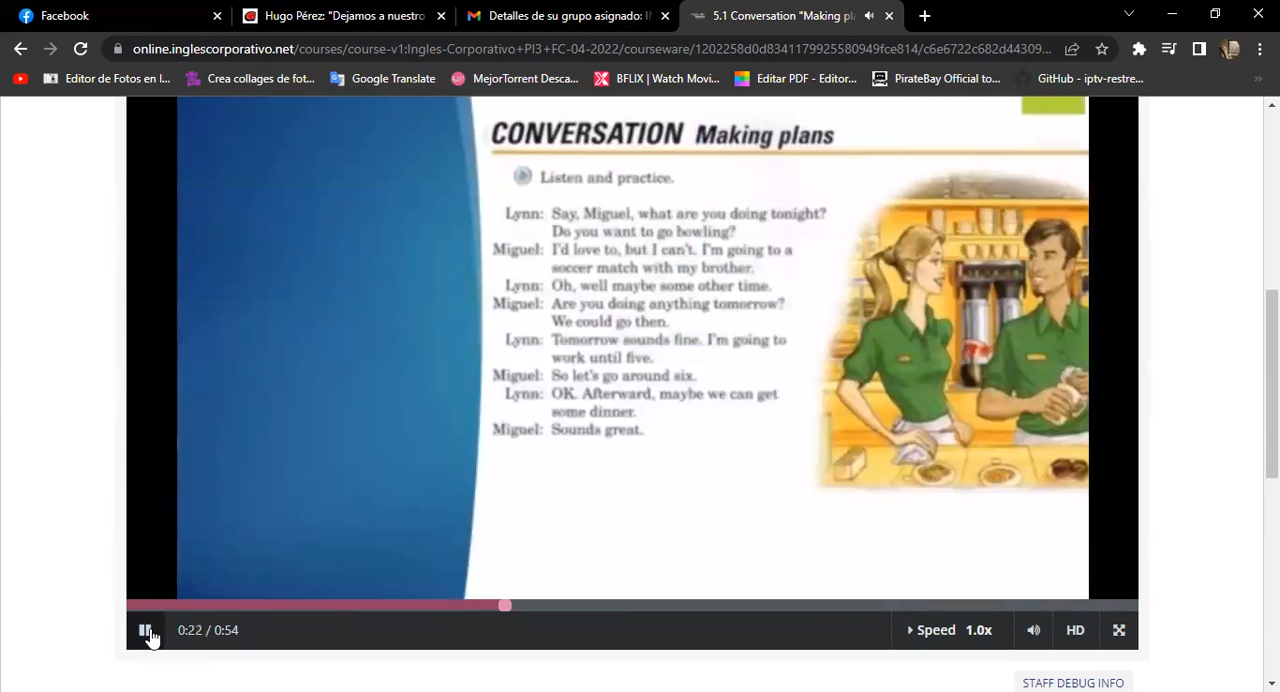 Facebook
Hugo Pérez: "Dejamos a nuestro
Detalles de su grupo asignado: I
5.1 Conversation "Making pl
online.inglescorporativo.net/courses/course-v1:Ingles-Corporativo+PI3+FC-04-2022/courseware/1202258d0d8341179925580949fce814/c6e6722c682d44309...
Editor de Fotos en l...
Crea collages de fot...
Google Translate
MejorTorrent Desca...
BFLIX | Watch Movi...
Editar PDF - Editor...
PirateBay Official to...
GitHub - iptv-restre...
CONVERSATION Making plans
Listen and practice.
Lynn: Say, Miguel, what are you doing tonight?
Do you want to go bowling?
Miguel: I'd love to, but I can't. I'm going to a
soccer match with my brother.
Lynn: Oh, well maybe some other time.
Miguel: Are you doing anything tomorrow?
We could go then.
Lynn: Tomorrow sounds fine. I'm going to
work until five.
Miguel: So let's go around six.
Lynn: OK. Afterward, maybe we can get
some dinner.
Miguel: Sounds great.
0:22 / 0:54
Speed 1.0x
HD
STAFF DEBUG INFO